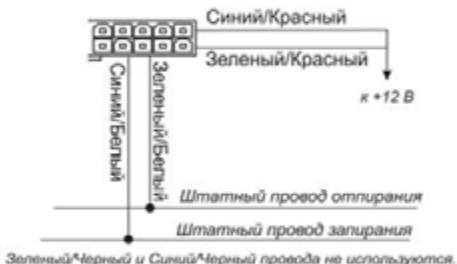 Синий/Красный
Зеленый/Красный
к +12 В
Синий/Белый
Зеленый/Белый
Штатный провод отпирания
Штатный провод запирания
Зеленый/Черный и Синий/Черный провода не используются.